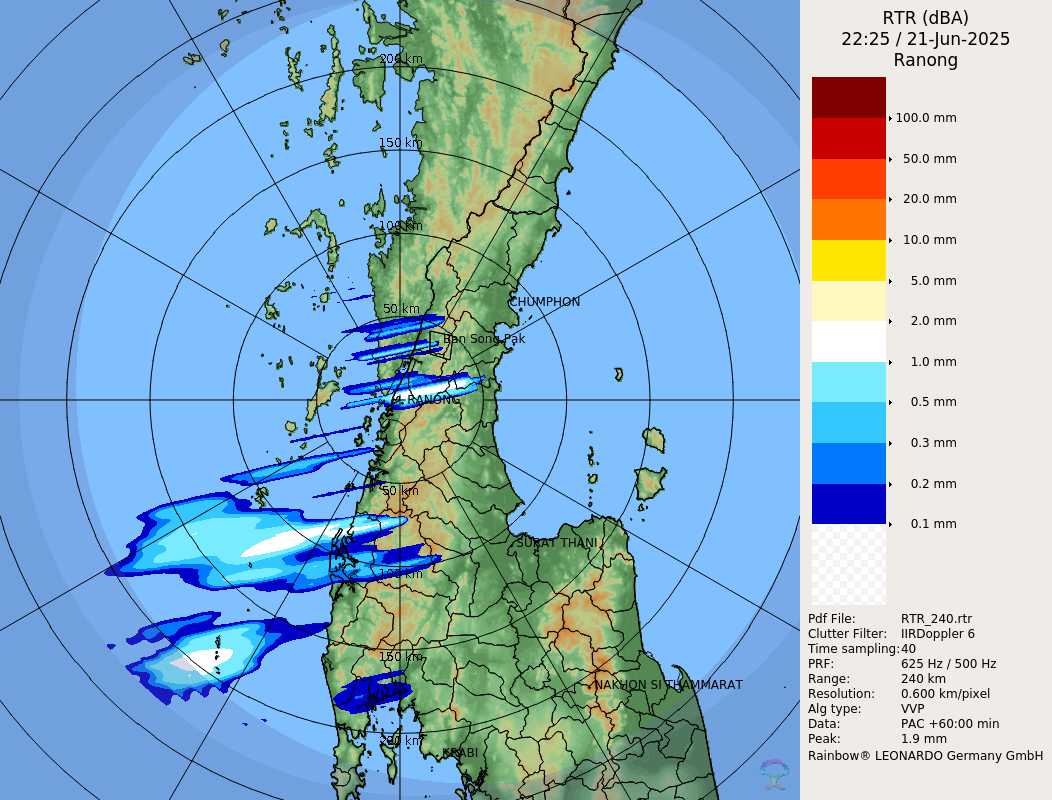 200 km
150 km
100 km
50 km
CHUMPHON
Ban Song Pak
RANONG
50 km
SURAT THANI
100 km
150 km
NAKHON SI THAMMARAT
200 km
KRABI
RTR (dBA)
22:25 / 21-Jun-2025
Ranong
100.0 mm
50.0 mm
20.0 mm
10.0 mm
5.0 mm
2.0 mm
1.0 mm
0.5 mm
0.3 mm
0.2 mm
0.1 mm
Pdf File: RTR_240.rtr
Clutter Filter: IIRDoppler 6
Time sampling:40
PRF: 625 Hz / 500 Hz
Range: 240 km
Resolution: 0.600 km/pixel
Alg type: VVP
Data: PAC +60:00 min
Peak: 1.9 mm
Rainbow® LEONARDO Germany GmbH